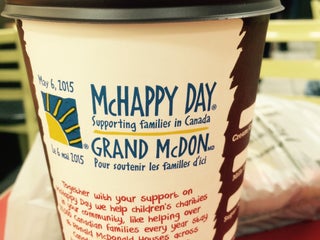 May 6, 2015
McHAPPY DAY®
Supporting families in Canada
GRAND McDON MD
Le 6 mai 2015
Pour soutenir les familles d'ici
Together with your support on
McHappy Day we help children's charities
in your community, like helping over
Canadian families every year stay
Ronald McDonald Houses across